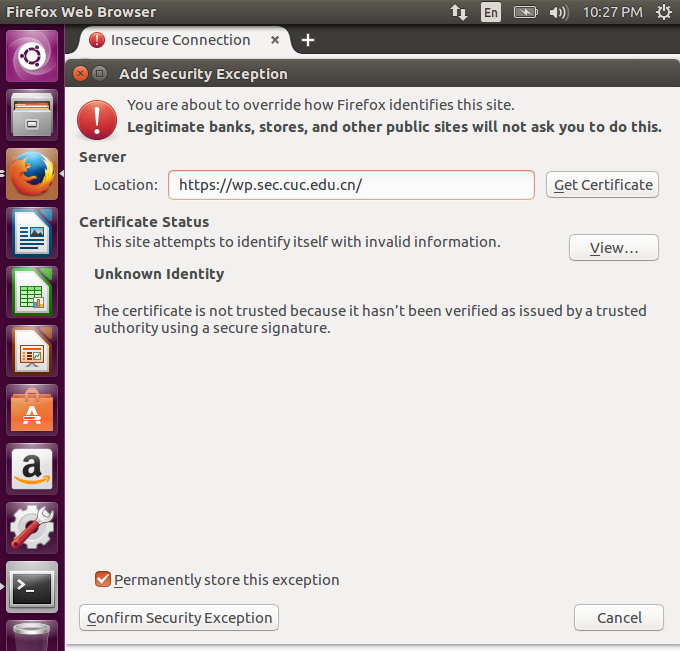 Firefox Web Browser
En
10:27 PM
Insecure Connection
Add Security Exception
You are about to override how Firefox identifies this site.
Legitimate banks, stores, and other public sites will not ask you to do this.
Server
Location: https://wp.sec.cuc.edu.cn/ Get Certificate
Certificate Status
This site attempts to identify itself with invalid information.
View...
Unknown Identity
The certificate is not trusted because it hasn't been verified as issued by a trusted
authority using a secure signature.
Permanently store this exception
Confirm Security Exception
Cancel